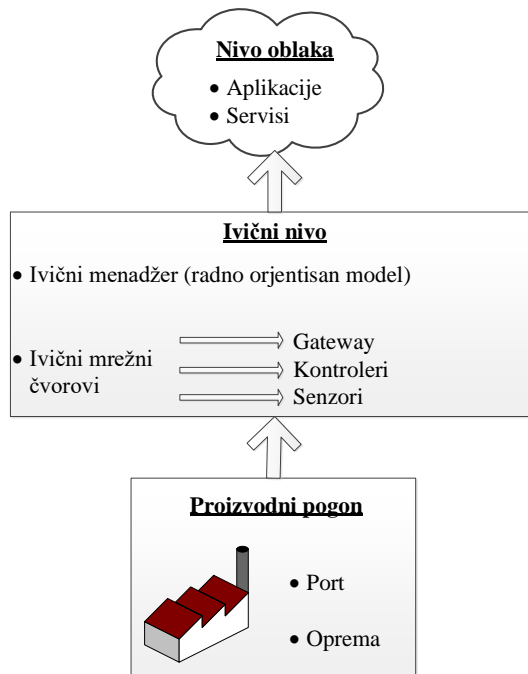 Nivo oblaka
• Aplikacije
• Servisi
Ivični nivo
• Ivični menadžer (radno orjentisan model)
• Ivični mrežni
čvorovi
Gateway
Kontroleri
Senzori
Proizvodni pogon
• Port
• Oprema